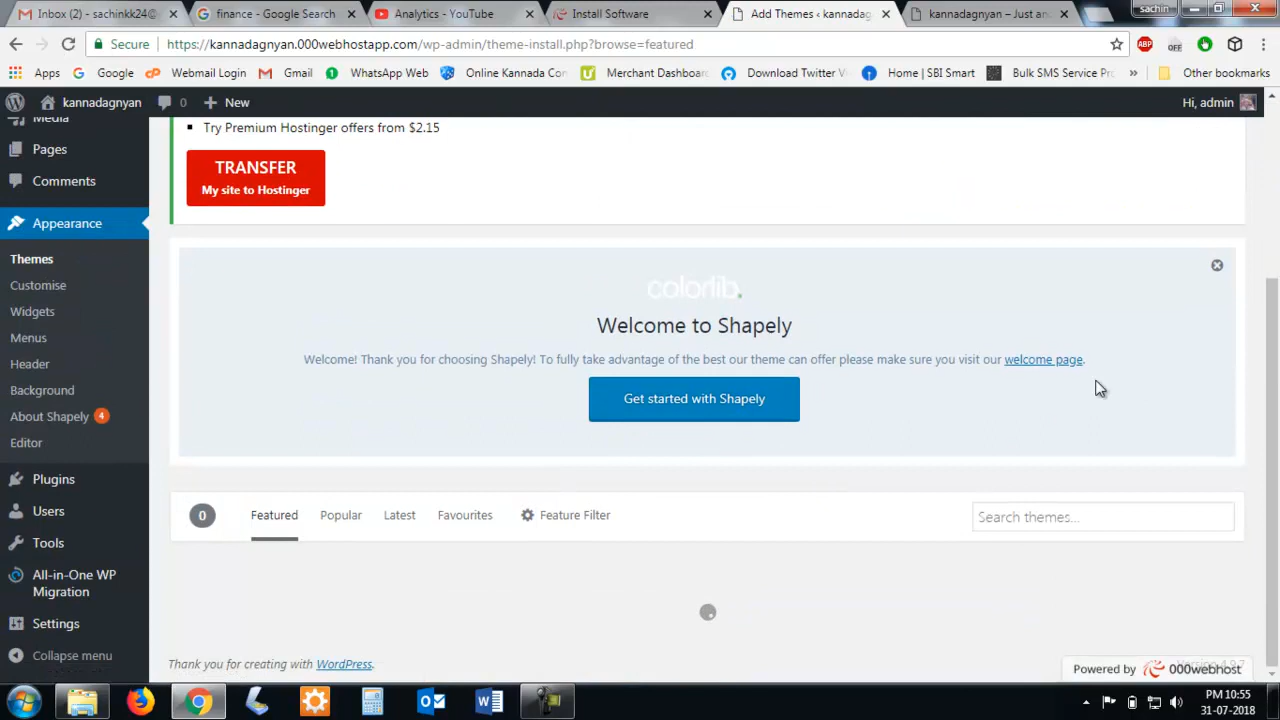 sachin
Inbox (2) - sachinkk24@
finance - Google Search
Analytics - YouTube
Install Software
Add Themes ‹ kannadag
kannadagnyan – Just an
Secure
https://kannadagnyan.000webhostapp.com/wp-admin/theme-install.php?browse=featured
ABP
OFF
Apps
Google
Webmail Login
Gmail
WhatsApp Web
Online Kannada Con
Merchant Dashboar
Download Twitter V
Home | SBI Smart
Bulk SMS Service Pr
»
Other bookmarks
kannadagnyan
0
New
Hi, admin
Media
Pages
Comments
Appearance
Themes
Customise
Widgets
Menus
Header
Background
About Shapely 4
Editor
Plugins
Users
Tools
All-in-One WP
Migration
Settings
Collapse menu
Try Premium Hostinger offers from $2.15
TRANSFER
My site to Hostinger
colorlib.
Welcome to Shapely
Welcome! Thank you for choosing Shapely! To fully take advantage of the best our theme can offer please make sure you visit our welcome page.
Get started with Shapely
0
Featured
Popular
Latest
Favourites
Feature Filter
Search themes...
Thank you for creating with WordPress.
Powered by 000webhost
PM 10:55
31-07-2018